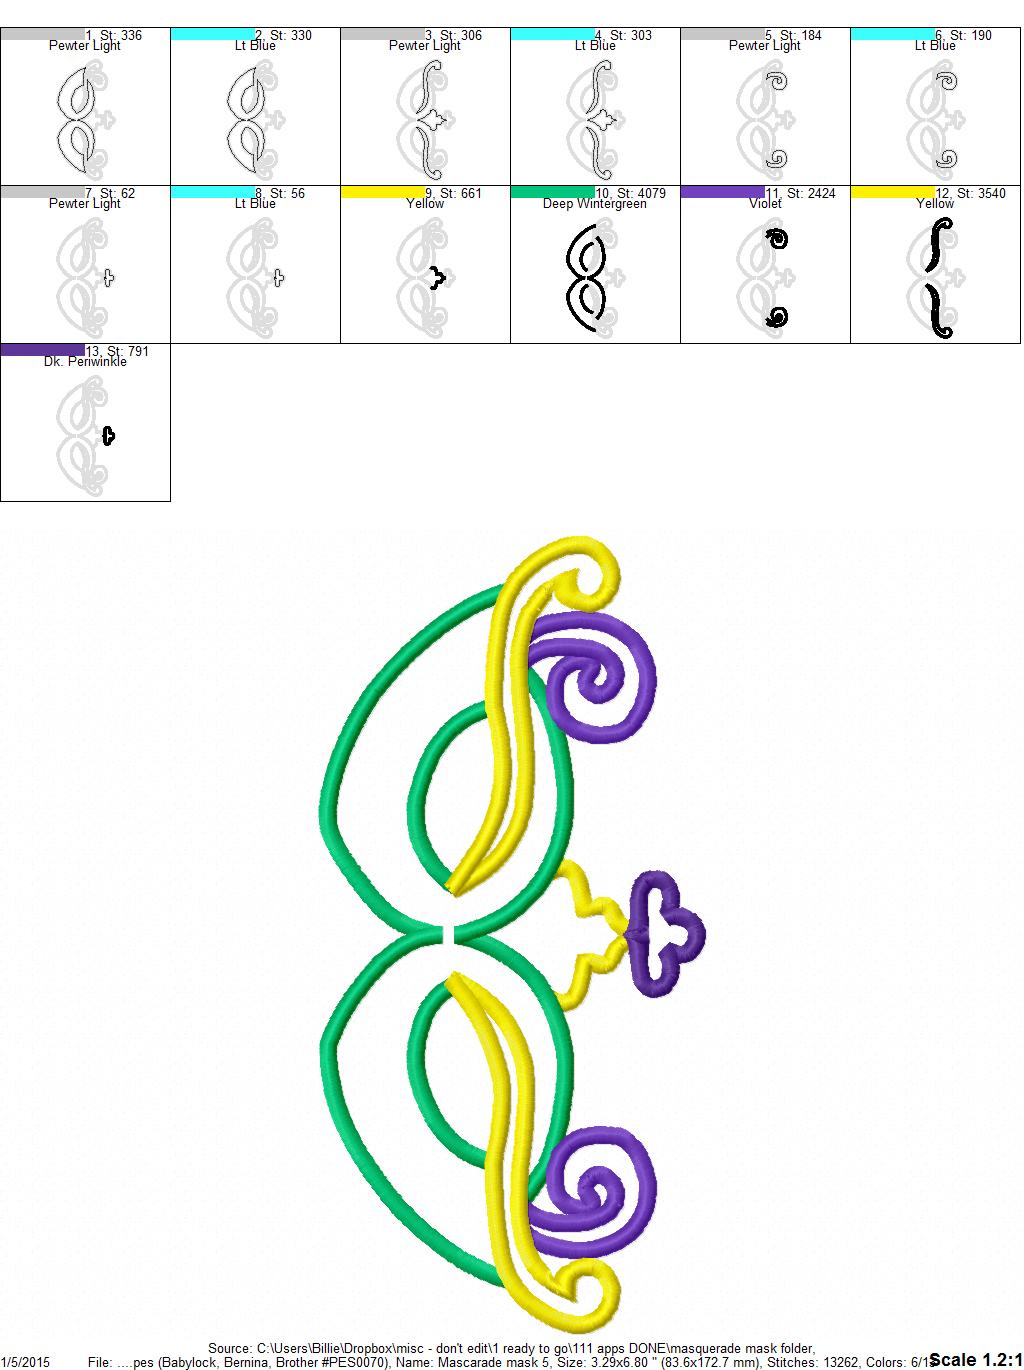 1, St: 336
Pewter Light
2, St: 330
Lt Blue
3, St: 306
Pewter Light
4, St: 303
Lt Blue
5, St: 184
Pewter Light
6, St: 190
Lt Blue
7, St: 62
Pewter Light
8, St: 56
Lt Blue
9, St: 661
Yellow
10, St: 4079
Deep Wintergreen
11, St: 2424
Violet
12, St: 3540
Yellow
13, St: 791
Dk. Periwinkle
Source: C:\Users\Billie\Dropbox\misc - don't edit\1 ready to go\111 apps DONE\masquerade mask folder,
1/5/2015 File: ....pes (Babylock, Bernina, Brother #PES0070), Name: Mascarade mask 5, Size: 3.29x6.80 " (83.6x172.7 mm), Stitches: 13262, Colors: 6/1 Scale 1.2:1